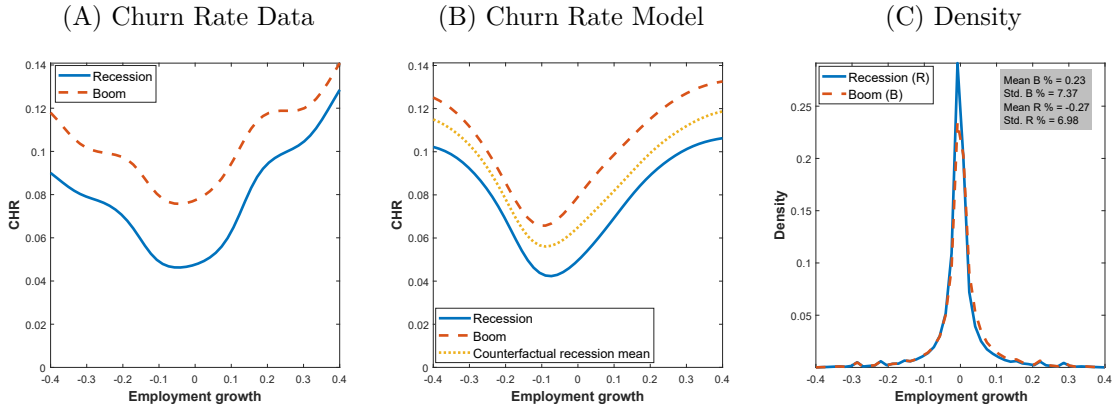 (A) Churn Rate Data
0.14
0.12
0.1
0.08
0.06
0.04
0.02
0
CHR
Recession
Boom
-0.4 -0.3 -0.2 -0.1 0 0.1 0.2 0.3 0.4
Employment growth
(B) Churn Rate Model
0.14
0.12
0.1
0.08
0.06
0.04
0.02
0
CHR
Recession
Boom
Counterfactual recession mean
-0.4 -0.3 -0.2 -0.1 0 0.1 0.2 0.3 0.4
Employment growth
(C) Density
0.25
0.2
0.15
0.1
0.05
Density
Recession (R)
Boom (B)
Mean B % = 0.23
Std. B % = 7.37
Mean R % = -0.27
Std. R % = 6.98
-0.4 -0.3 -0.2 -0.1 0 0.1 0.2 0.3 0.4
Employment growth